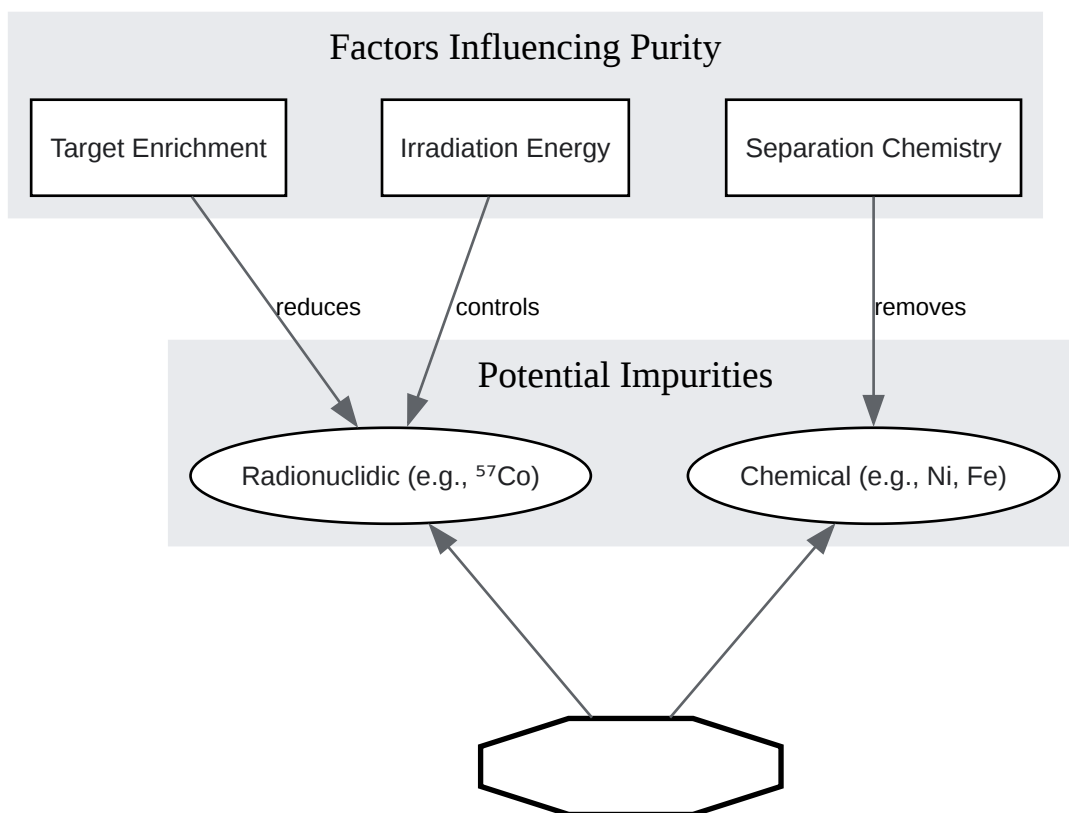 Factors Influencing Purity
Target Enrichment
Irradiation Energy
Separation Chemistry
reduces
controls
removes
Potential Impurities
Radionuclidic (e.g., ⁵⁷Co)
Chemical (e.g., Ni, Fe)